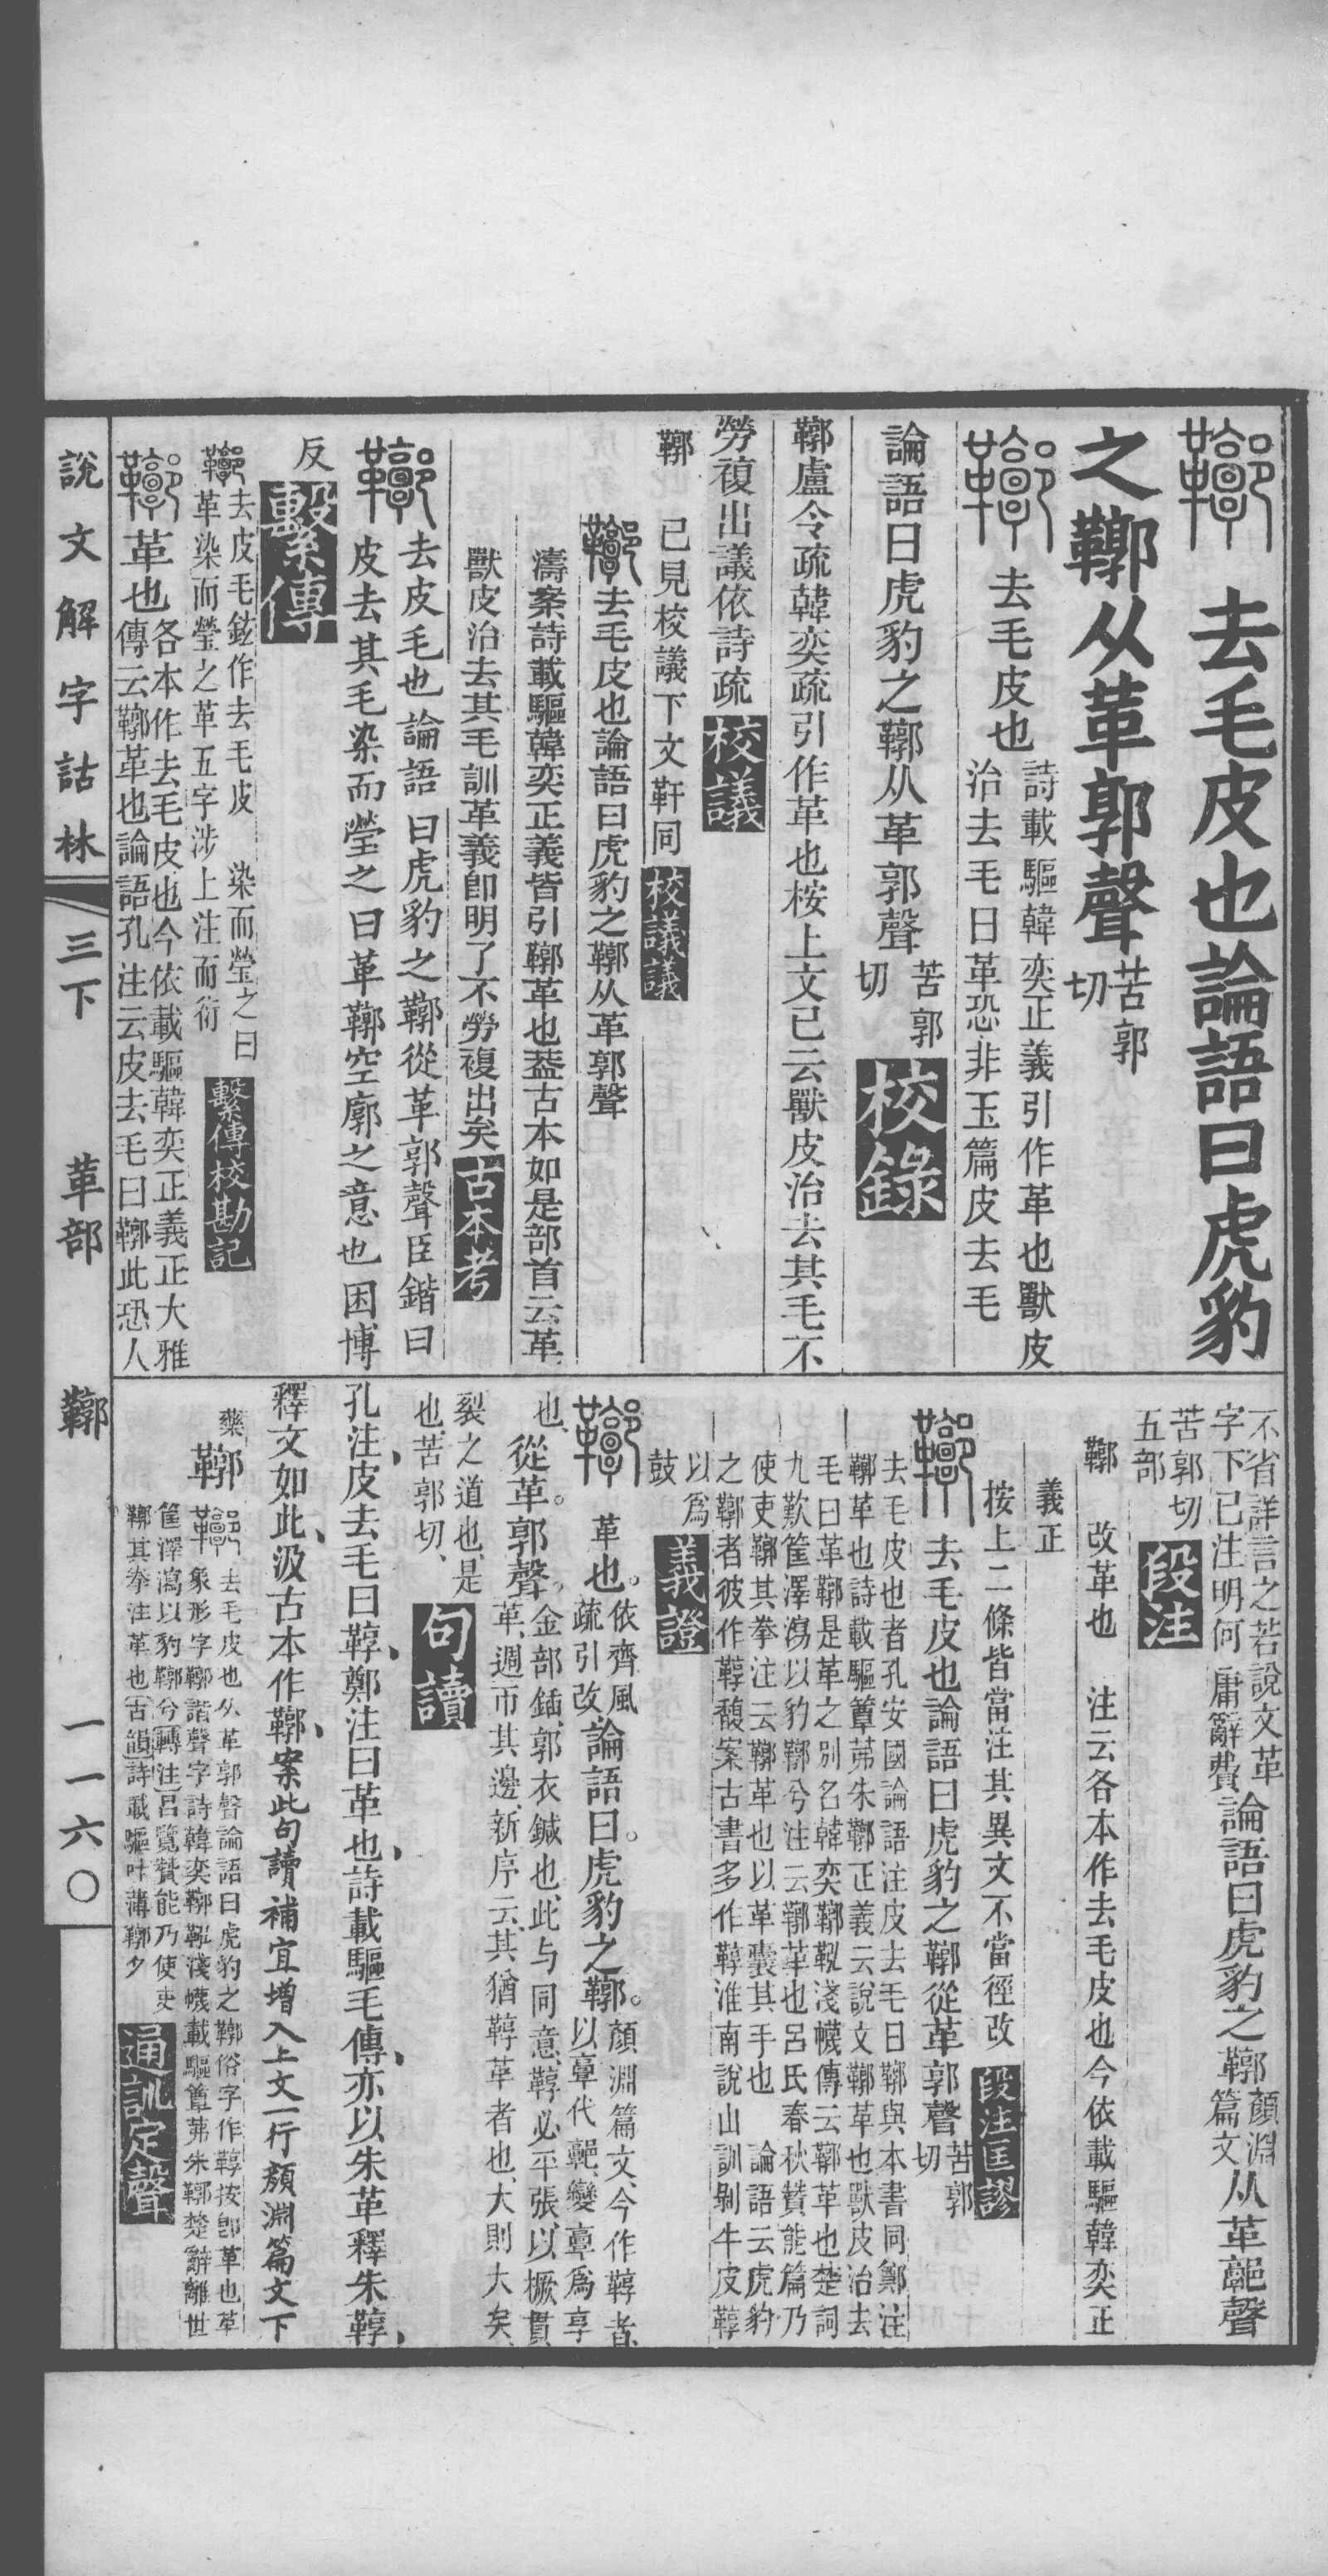 鞹 去毛皮也論語曰虎豹
之鞹从革郭聲苦郭切
鞹 去毛皮也詩載驅韓奕正義引作革也獸皮
治去毛曰革恐非玉篇皮去毛
論語曰虎豹之鞹从革郭聲苦郭切 校錄
鞹盧令疏韓奕疏引作革也桉上文已云獸皮治去其毛不
勞複出議依詩疏 校議
鞹 已見校議下文靬同 校議議
鞹去毛皮也論語曰虎豹之鞹从革郭聲
濤案詩載驅韓奕正義皆引鞹革也蓋古本如是部首云革
獸皮治去其毛訓革義卽明了不勞複出矣 古本考
鞹 去皮毛也論語曰虎豹之鞹從革郭聲臣鍇曰
皮去其毛染而瑩之曰革鞹空廓之意也困博
反 繫傳
鞹去皮毛鉉作去毛皮 染而瑩之曰
革染而瑩之革五字涉上注而衍 繫傳校勘記
鞹革也各本作去毛皮也今依載驅韓奕正義正大雅
傳云鞹革也論語孔注云皮去毛曰鞹此恐人
不省詳言之若說文革
字下已注明何庸辭費論語曰虎豹之鞹顏淵篇文从革𩫏聲
苦郭切
五部 段注
鞹 改革也 注云各本作去毛皮也今依載驅韓奕正
義正
按上二條皆當注其異文不當徑改 段注匡謬
鞹 去毛皮也論語曰虎豹之鞹從革郭聲苦郭切
去毛皮也者孔安國論語注皮去毛曰鞹與本書同鄭注
鞹革也詩載驅簟茀朱鞹正義云說文鞹革也獸皮治去
毛曰革鞹是革之別名韓奕鞹鞃淺幭傳云鞹革也楚詞
九歎筐澤瀉以豹鞹兮注云鞹革也呂氏春秋贊能篇乃
使吏鞹其拳注云鞹革也以革囊其手也 論語云虎豹
之鞹者彼作鞟馥案古書多作鞟淮南說山訓剝牛皮鞟
以爲
鼓 義證
鞹 革也。依齊風疏引改、論語曰。虎豹之鞹。顏淵篇文、今作鞟者、以𩫖代𩫏、變𩫖爲享
也、從革。郭聲。金部銛、郭衣鍼也、此与同意、鞟必平張、以橛貫
革、週帀其邊、新序云、其猶鞟革者也、大則大矣、
裂之道也、是
也、苦郭切、 句讀
孔注、皮去毛曰鞟、鄭注曰革也、詩載驅毛傳、亦以朱革釋朱鞟、
釋文如此、汲古本作鞹、案此句讀補宜增入上文一行顏淵篇文下
藥鞹 鞹去毛皮也从革郭聲論語曰虎豹之鞹俗字作鞟按卽革也革
象形字鞹諧聲字詩韓奕鞹鞃淺幭載驅簟茀朱鞹楚辭離世
筐澤瀉以豹鞹兮轉注呂覽贊能乃使吏
鞹其拳注革也古韻詩載驅叶薄鞹夕 通訓定聲
說文解字詁林 三下 革部 鞹 一一六〇